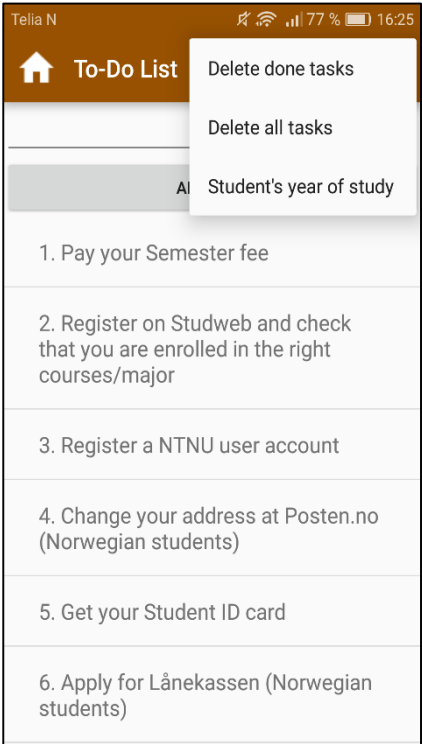 Telia N 77 % 16:25
To-Do List
Delete done tasks
Delete all tasks
Student's year of study
1. Pay your Semester fee
2. Register on Studweb and check
that you are enrolled in the right
courses/major
3. Register a NTNU user account
4. Change your address at Posten.no
(Norwegian students)
5. Get your Student ID card
6. Apply for Lånekassen (Norwegian
students)